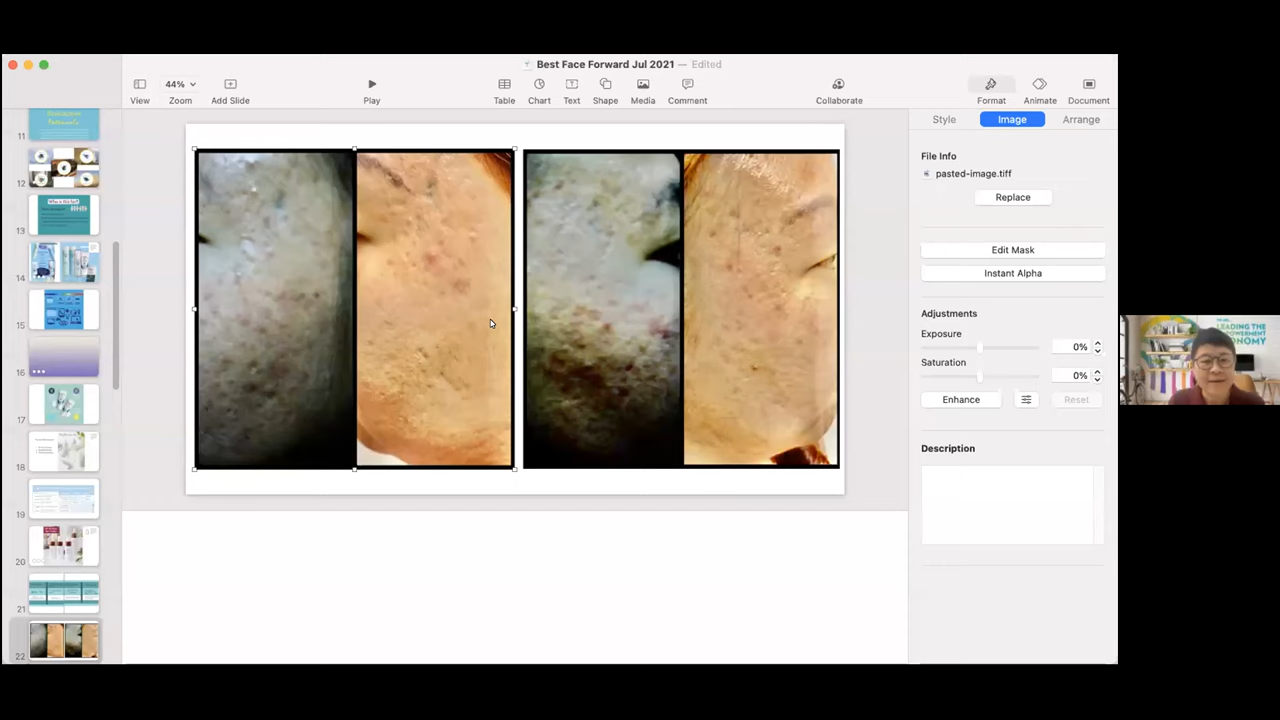 Best Face Forward Jul 2021 — Edited
44%
View
Zoom
Add Slide
Play
Table
Chart
Text
Shape
Media
Comment
Collaborate
Format
Animate
Document
Style
Image
Arrange
File Info
pasted-image.tiff
Replace
Edit Mask
Instant Alpha
Adjustments
Exposure
0%
Saturation
0%
Enhance
Reset
Description
11
12
13
14
15
16
17
18
19
20
21
22
LEADING THE